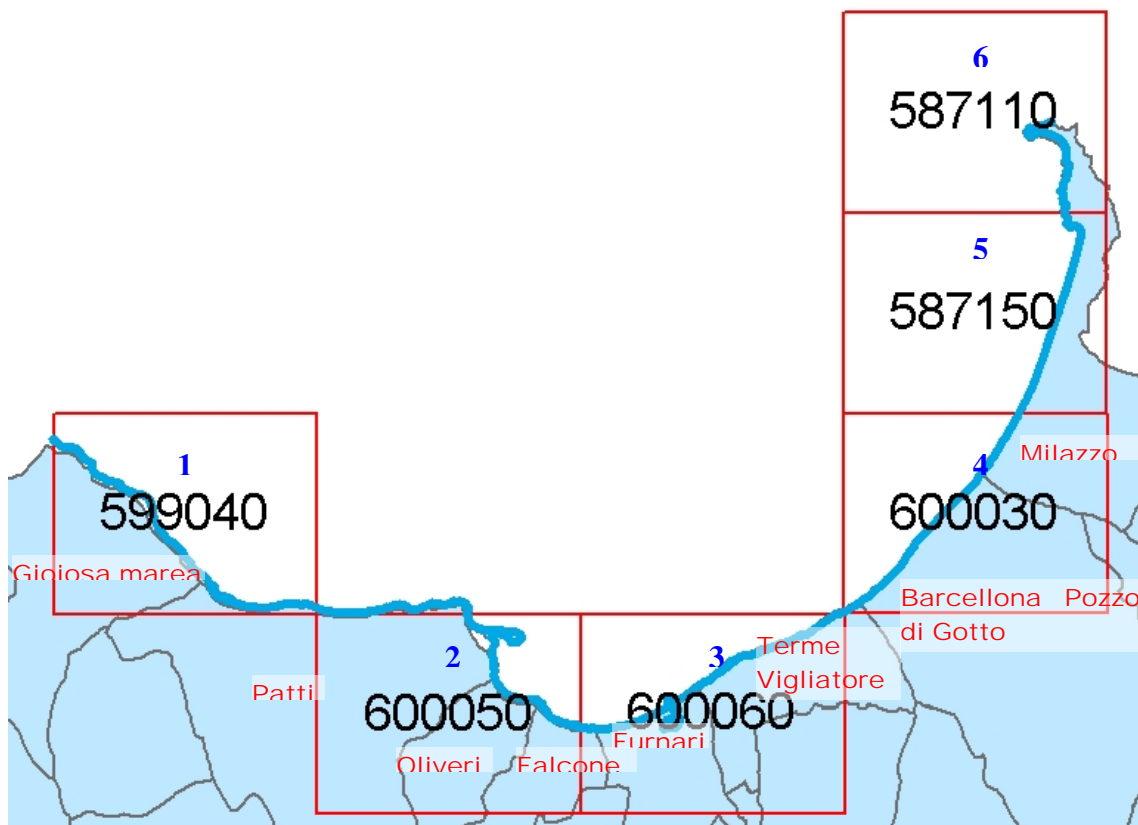 6
587110
5
587150
1
599040
4
Milazzo
600030
Gioiosa marea
Barcellona Pozzo
di Gotto
2
3
Terme
Vigliatore
Patti
600050
600060
Furnari
Oliveri
Falcone